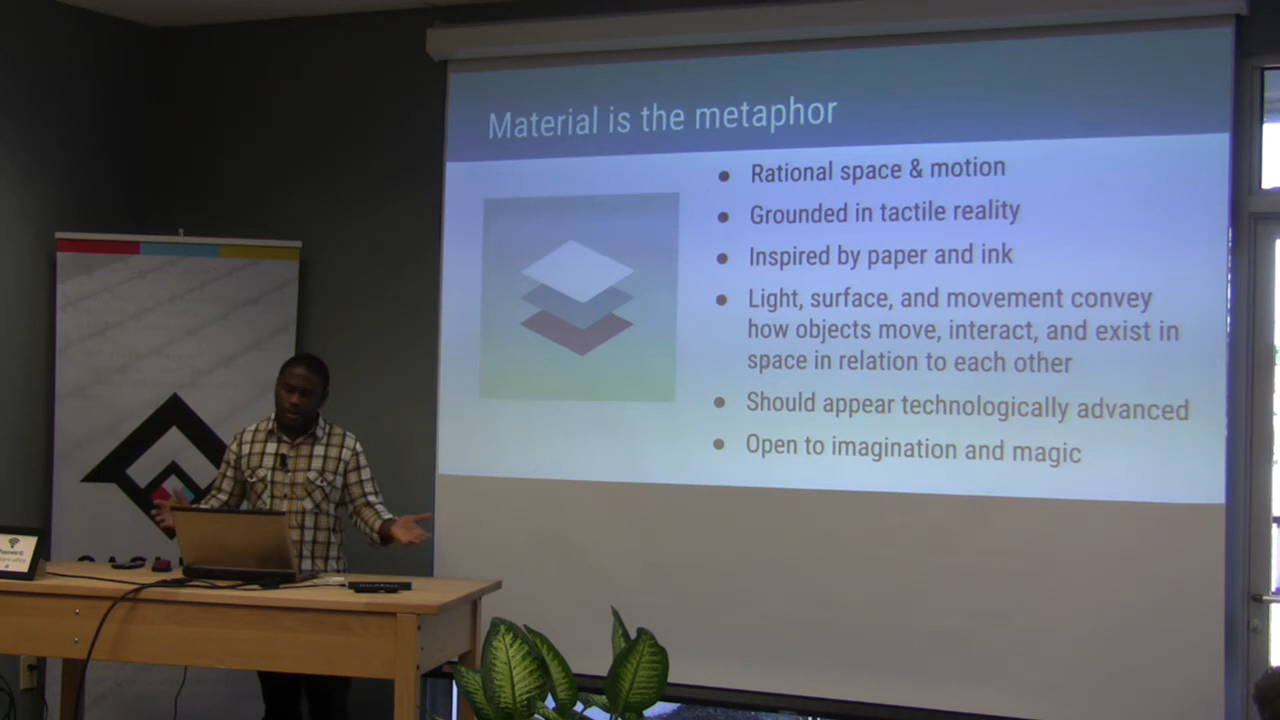 Material is the metaphor
● Rational space & motion
● Grounded in tactile reality
● Inspired by paper and ink
● Light, surface, and movement convey
how objects move, interact, and exist in
space in relation to each other
● Should appear technologically advanced
● Open to imagination and magic
Password: